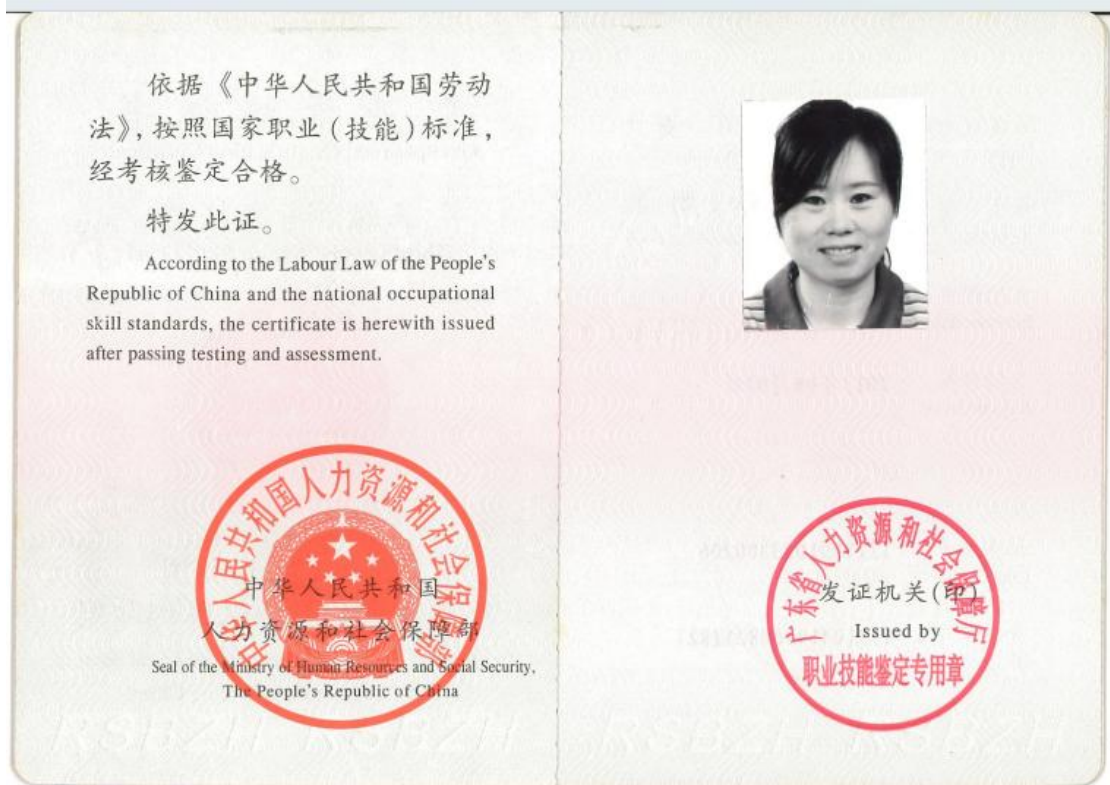 依据《中华人民共和国劳动
法》，按照国家职业（技能）标准，
经考核鉴定合格。
特发此证。
According to the Labour Law of the People's
Republic of China and the national occupational
skill standards, the certificate is herewith issued
after passing testing and assessment.
中华人民共和国人力资源和社会保障部
中华人民共和国
人力资源和社会保障部
Seal of the Ministry of Human Resources and Social Security,
The People's Republic of China
广东省人力资源和社会保障厅
发证机关(印)
Issued by
职业技能鉴定专用章